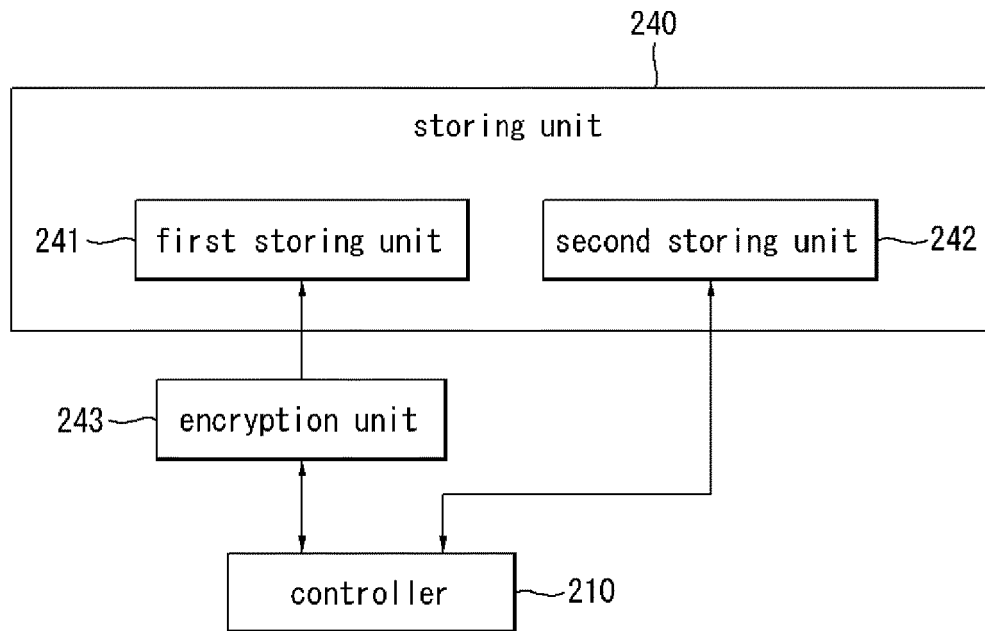 240
storing unit
241
first storing unit
second storing unit
242
243
encryption unit
controller
210